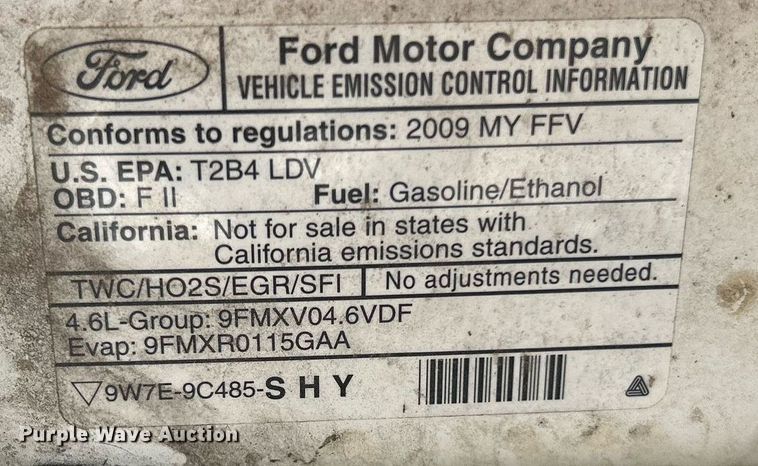 Ford
Ford Motor Company
VEHICLE EMISSION CONTROL INFORMATION
Conforms to regulations: 2009 MY FFV
U.S. EPA: T2B4 LDV
OBD: F II Fuel: Gasoline/Ethanol
California: Not for sale in states with
California emissions standards.
TWC/HO2S/EGR/SFI No adjustments needed.
4.6L-Group: 9FMXV04.6VDF
Evap: 9FMXR0115GAA
9W7E-9C485-S H Y
Purple Wave Auction